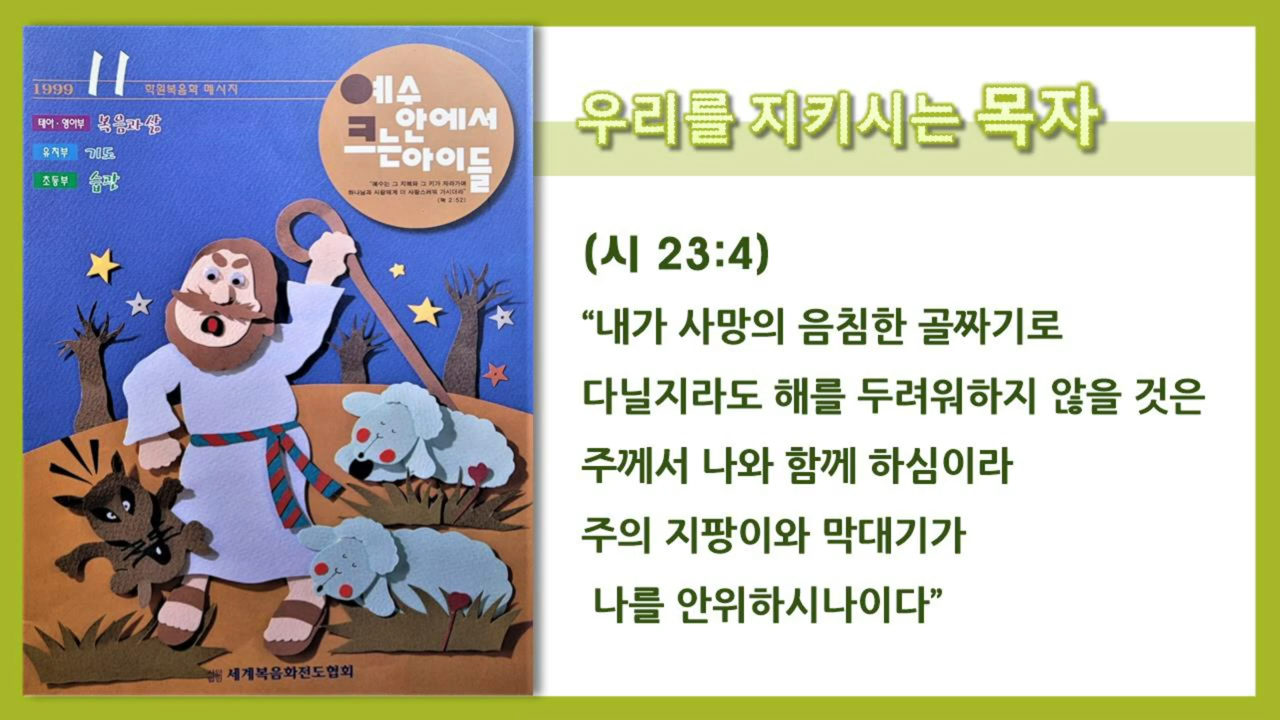 1999 11 학원복음화 메시지
태아·영아부 복음과 삶
유치부 기도
초등부 습관
예수
안에서
크는아이들
"예수는 그 지혜와 그 키가 자라가며
하나님과 사람에게 더 사랑스러워 가시더라"
(눅 2:52)
세계복음화전도협회
우리를 지키시는 목자
(시 23:4)
“내가 사망의 음침한 골짜기로
다닐지라도 해를 두려워하지 않을 것은
주께서 나와 함께 하심이라
주의 지팡이와 막대기가
나를 안위하시나이다”